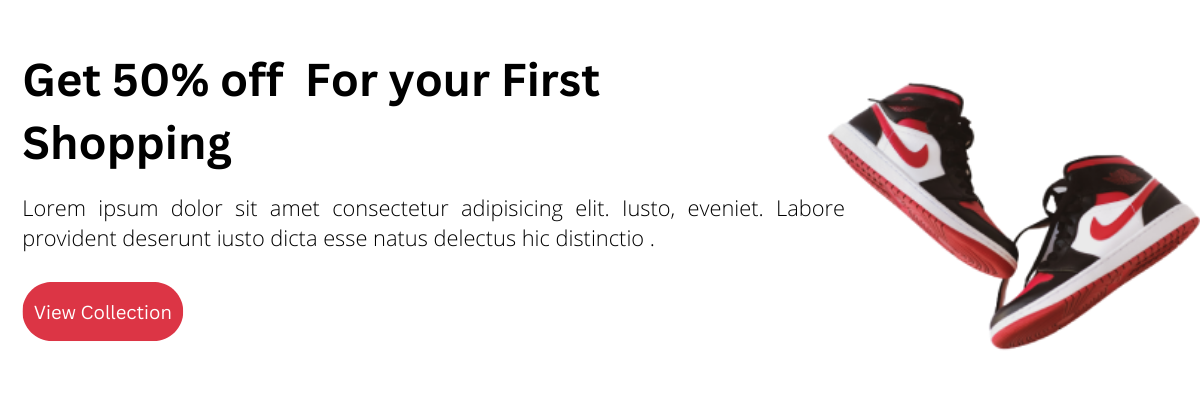 Get 50% off  For your First
Shopping
Lorem ipsum dolor sit amet consectetur adipisicing elit. Iusto, eveniet. Labore
provident deserunt iusto dicta esse natus delectus hic distinctio .
View Collection